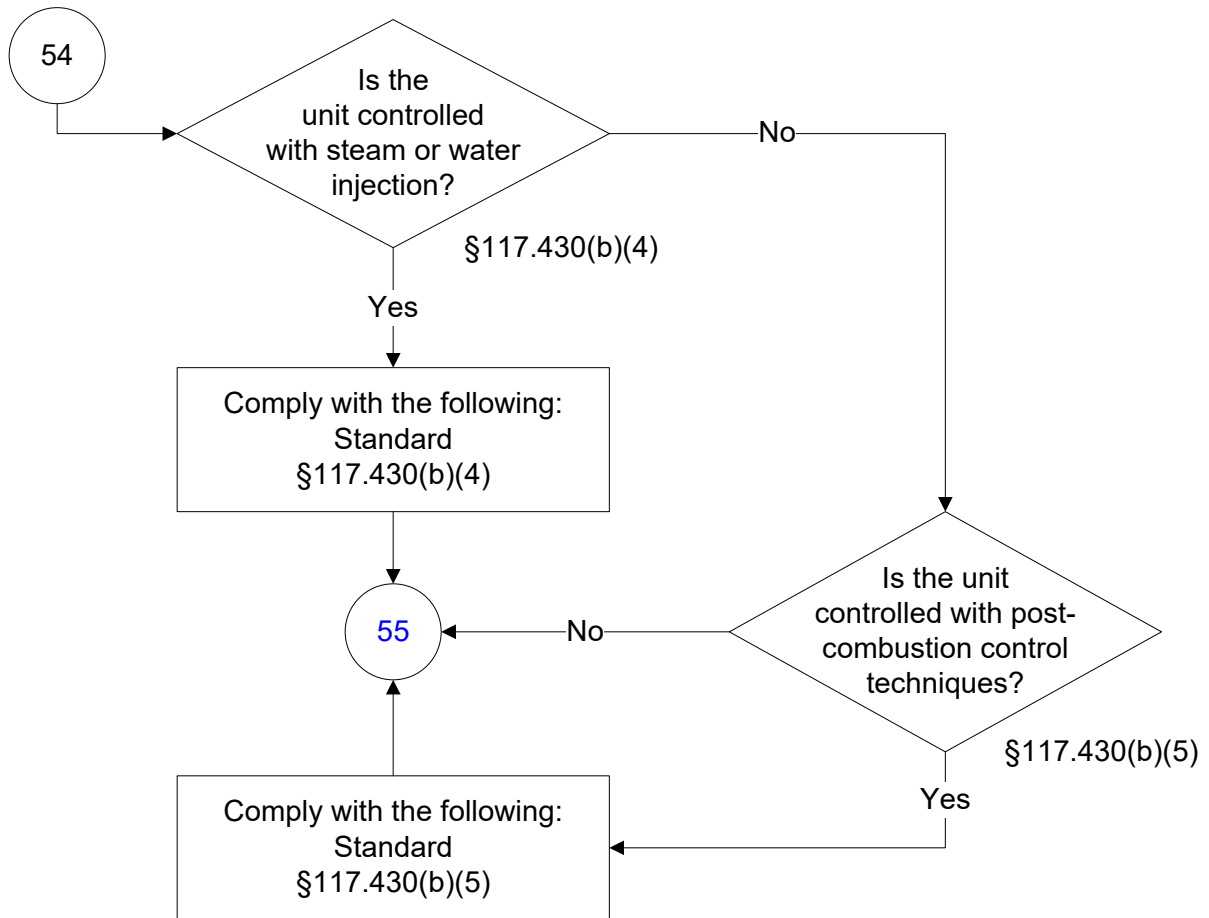 54
Is the
unit controlled
with steam or water
injection?
No
§117.430(b)(4)
Yes
Comply with the following:
Standard
§117.430(b)(4)
Is the unit
controlled with post-
combustion control
techniques?
55
No
§117.430(b)(5)
Yes
Comply with the following:
Standard
§117.430(b)(5)